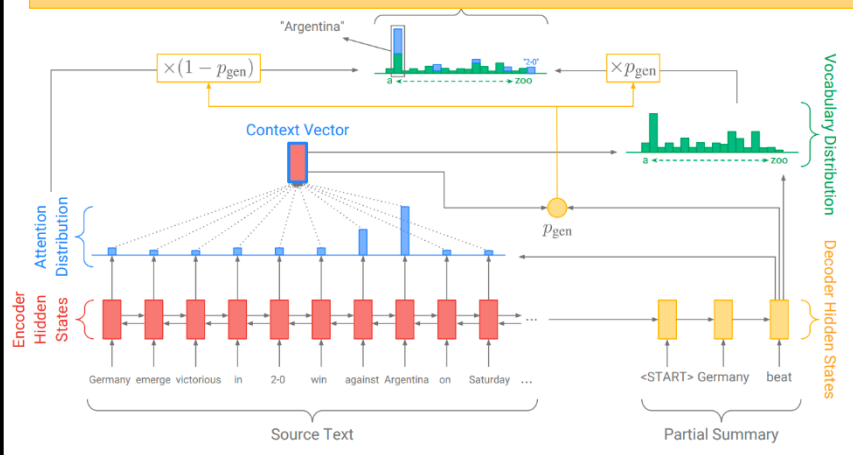 "Argentina"
×(1 − p_gen)
"2-0"
×p_gen
a
zoo
Context Vector
a
zoo
Vocabulary Distribution
Attention
Distribution
p_gen
Encoder
Hidden
States
...
Decoder Hidden States
Germany emerge victorious in 2-0 win against Argentina on Saturday ...
<START> Germany beat
Source Text
Partial Summary